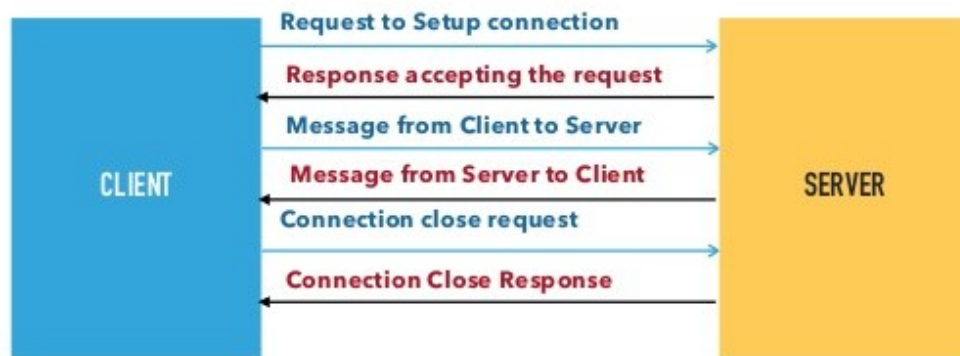 Request to Setup connection
Response accepting the request
Message from Client to Server
CLIENT
Message from Server to Client
SERVER
Connection close request
Connection Close Response